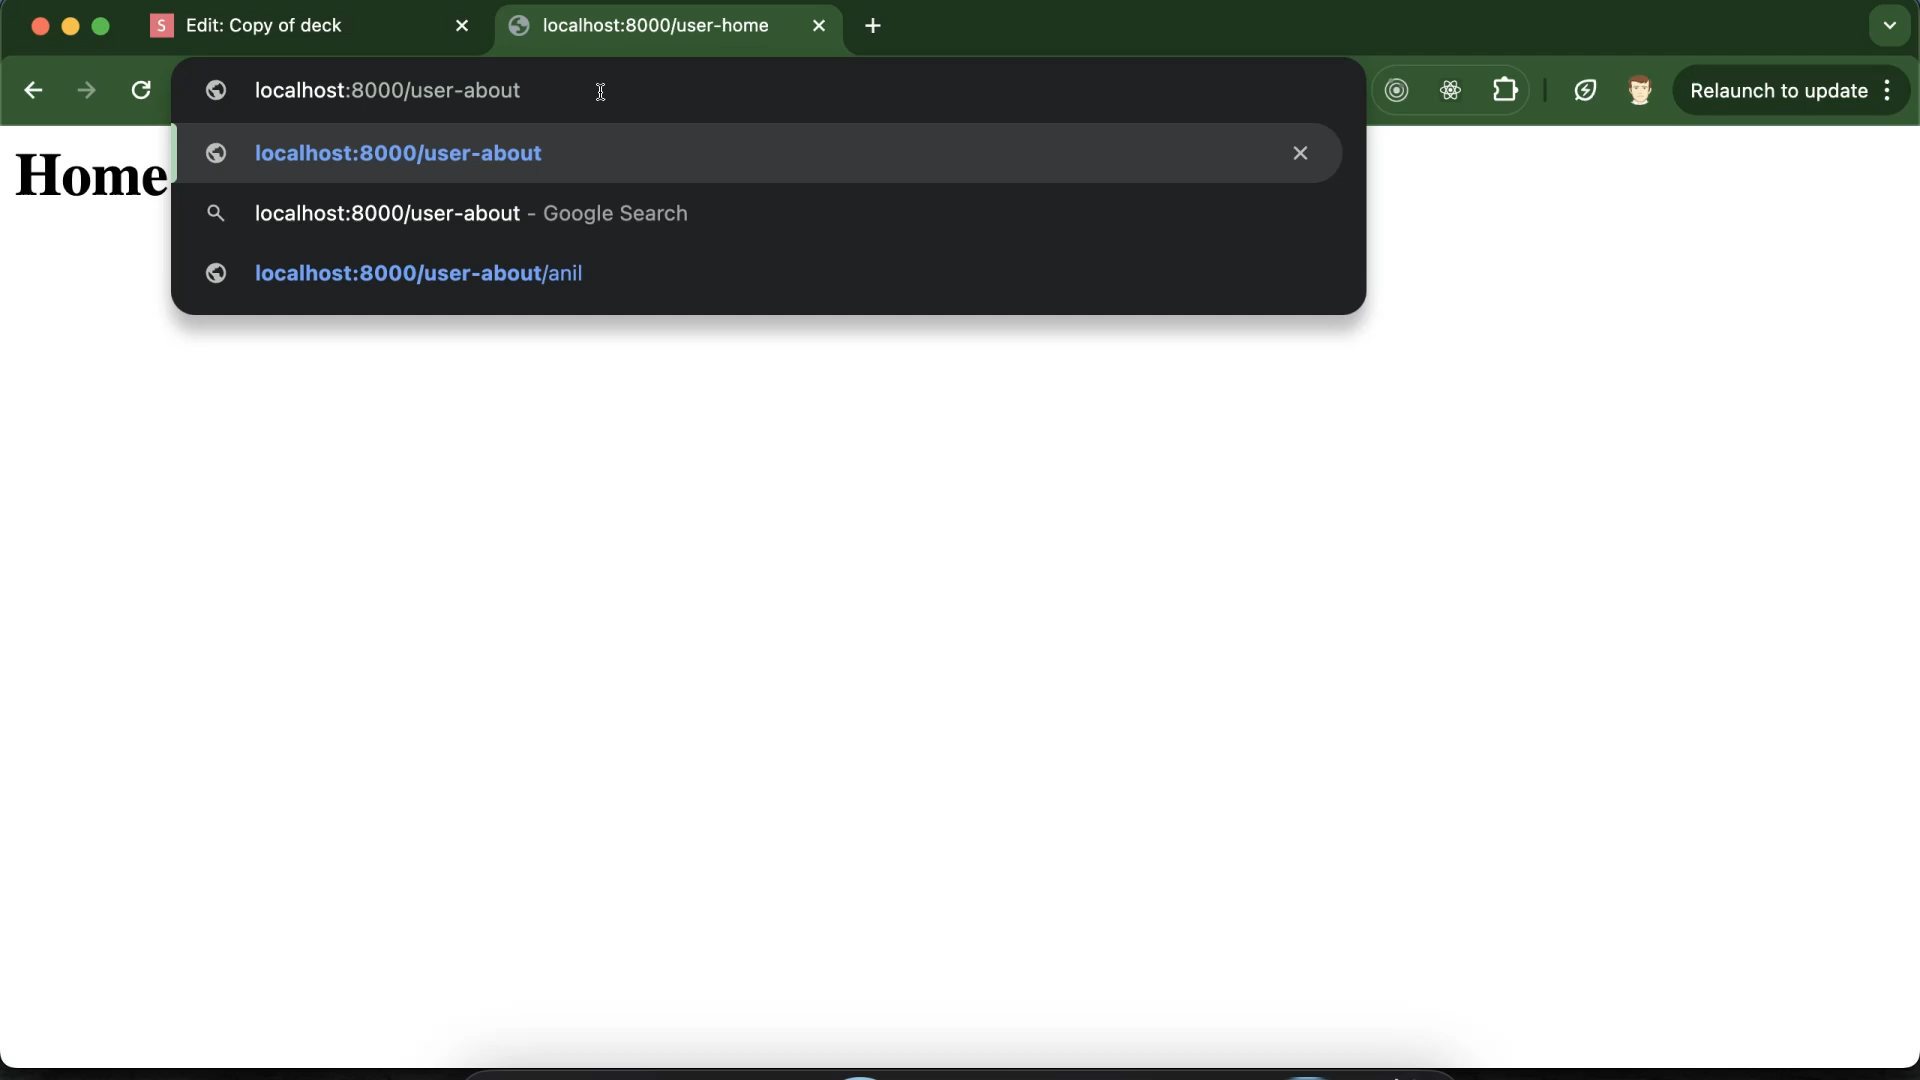 S Edit: Copy of deck
localhost:8000/user-home
localhost:8000/user-about
Relaunch to update
Home
localhost:8000/user-about
localhost:8000/user-about - Google Search
localhost:8000/user-about/anil